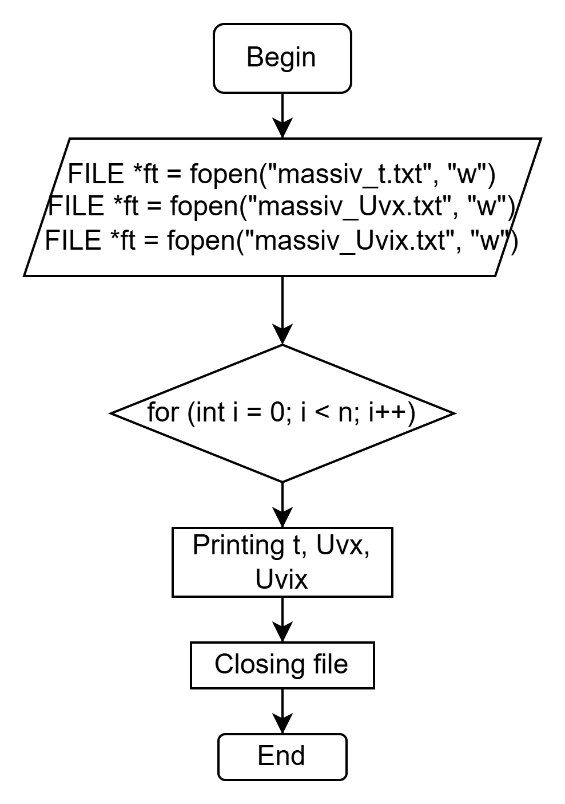 Begin
FILE *ft = fopen("massiv_t.txt", "w")
FILE *ft = fopen("massiv_Uvx.txt", "w")
FILE *ft = fopen("massiv_Uvix.txt", "w")
for (int i = 0; i < n; i++)
Printing t, Uvx,
Uvix
Closing file
End